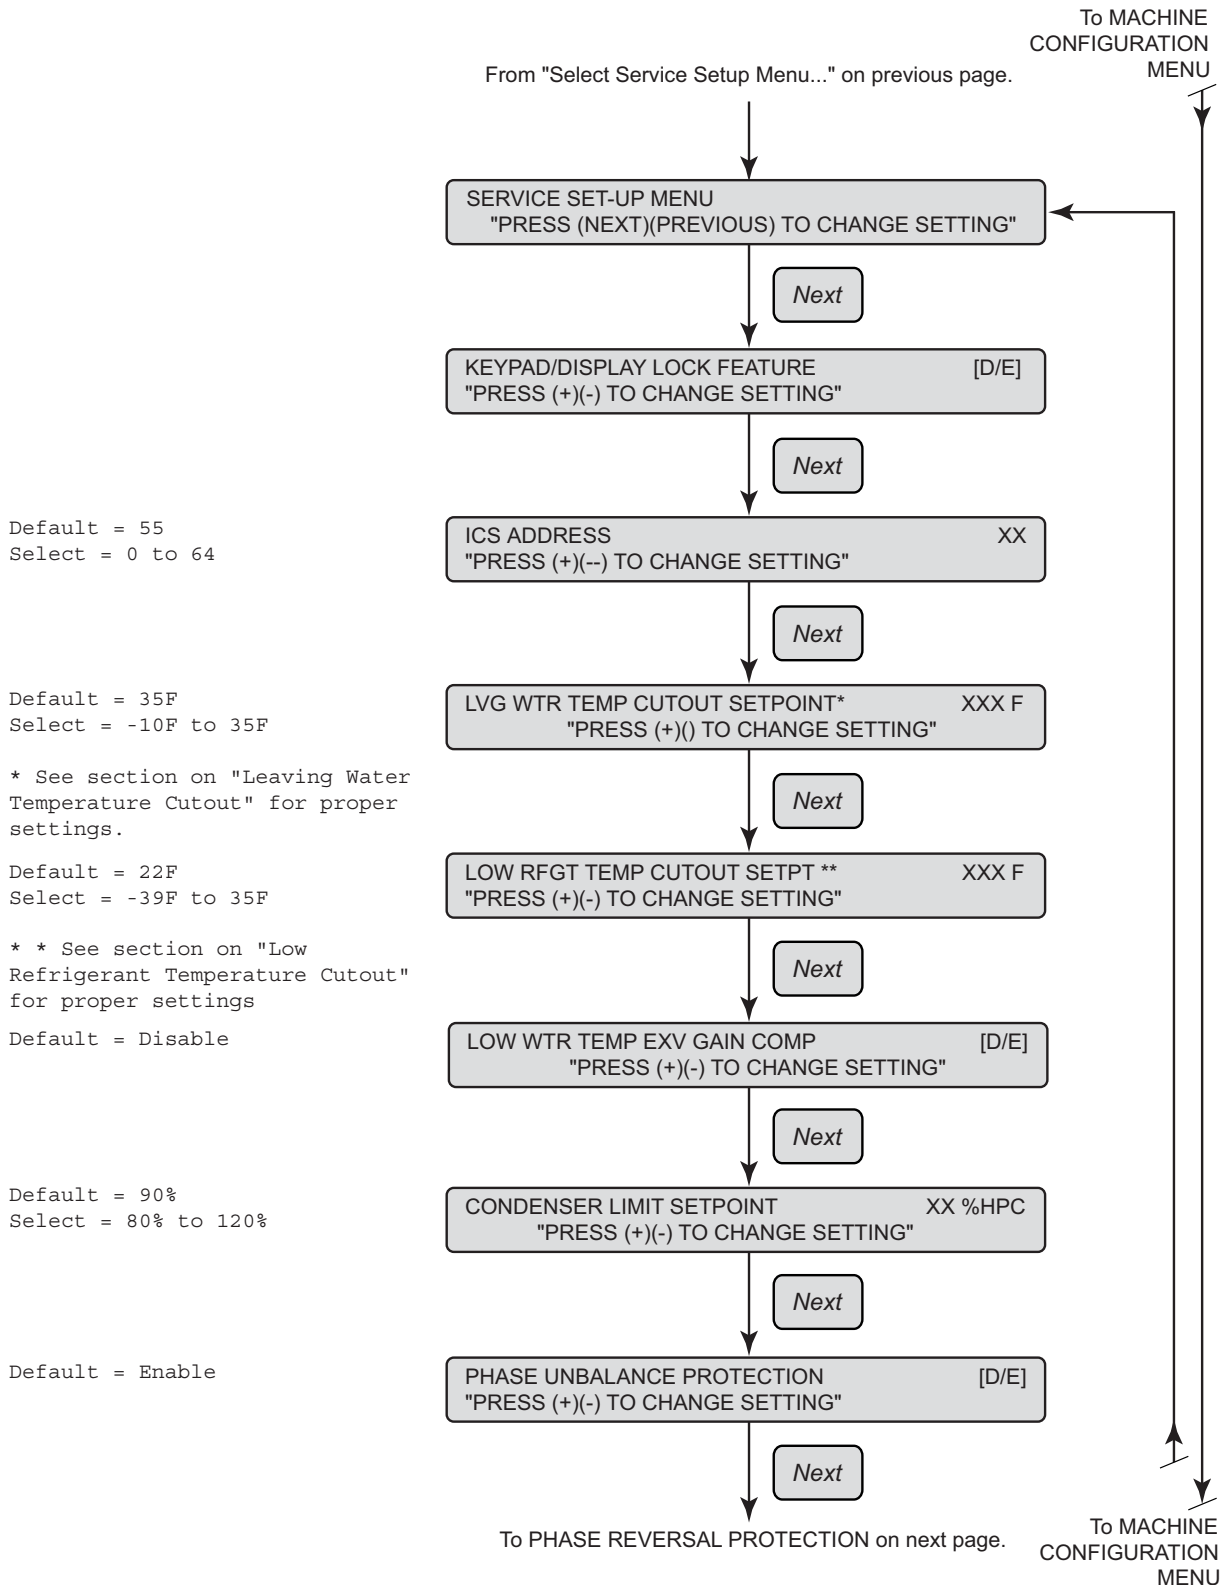 To MACHINE
CONFIGURATION
MENU
From "Select Service Setup Menu..." on previous page.
SERVICE SET-UP MENU
"PRESS (NEXT)(PREVIOUS) TO CHANGE SETTING"
Next
KEYPAD/DISPLAY LOCK FEATURE [D/E]
"PRESS (+)(-) TO CHANGE SETTING"
Next
Default = 55
Select = 0 to 64
ICS ADDRESS XX
"PRESS (+)(--) TO CHANGE SETTING"
Next
Default = 35F
Select = -10F to 35F
* See section on "Leaving Water
Temperature Cutout" for proper
settings.
LVG WTR TEMP CUTOUT SETPOINT* XXX F
"PRESS (+)() TO CHANGE SETTING"
Next
Default = 22F
Select = -39F to 35F
* * See section on "Low
Refrigerant Temperature Cutout"
for proper settings
LOW RFGT TEMP CUTOUT SETPT ** XXX F
"PRESS (+)(-) TO CHANGE SETTING"
Next
Default = Disable
LOW WTR TEMP EXV GAIN COMP [D/E]
"PRESS (+)(-) TO CHANGE SETTING"
Next
Default = 90%
Select = 80% to 120%
CONDENSER LIMIT SETPOINT XX %HPC
"PRESS (+)(-) TO CHANGE SETTING"
Next
Default = Enable
PHASE UNBALANCE PROTECTION [D/E]
"PRESS (+)(-) TO CHANGE SETTING"
Next
To PHASE REVERSAL PROTECTION on next page.
To MACHINE
CONFIGURATION
MENU